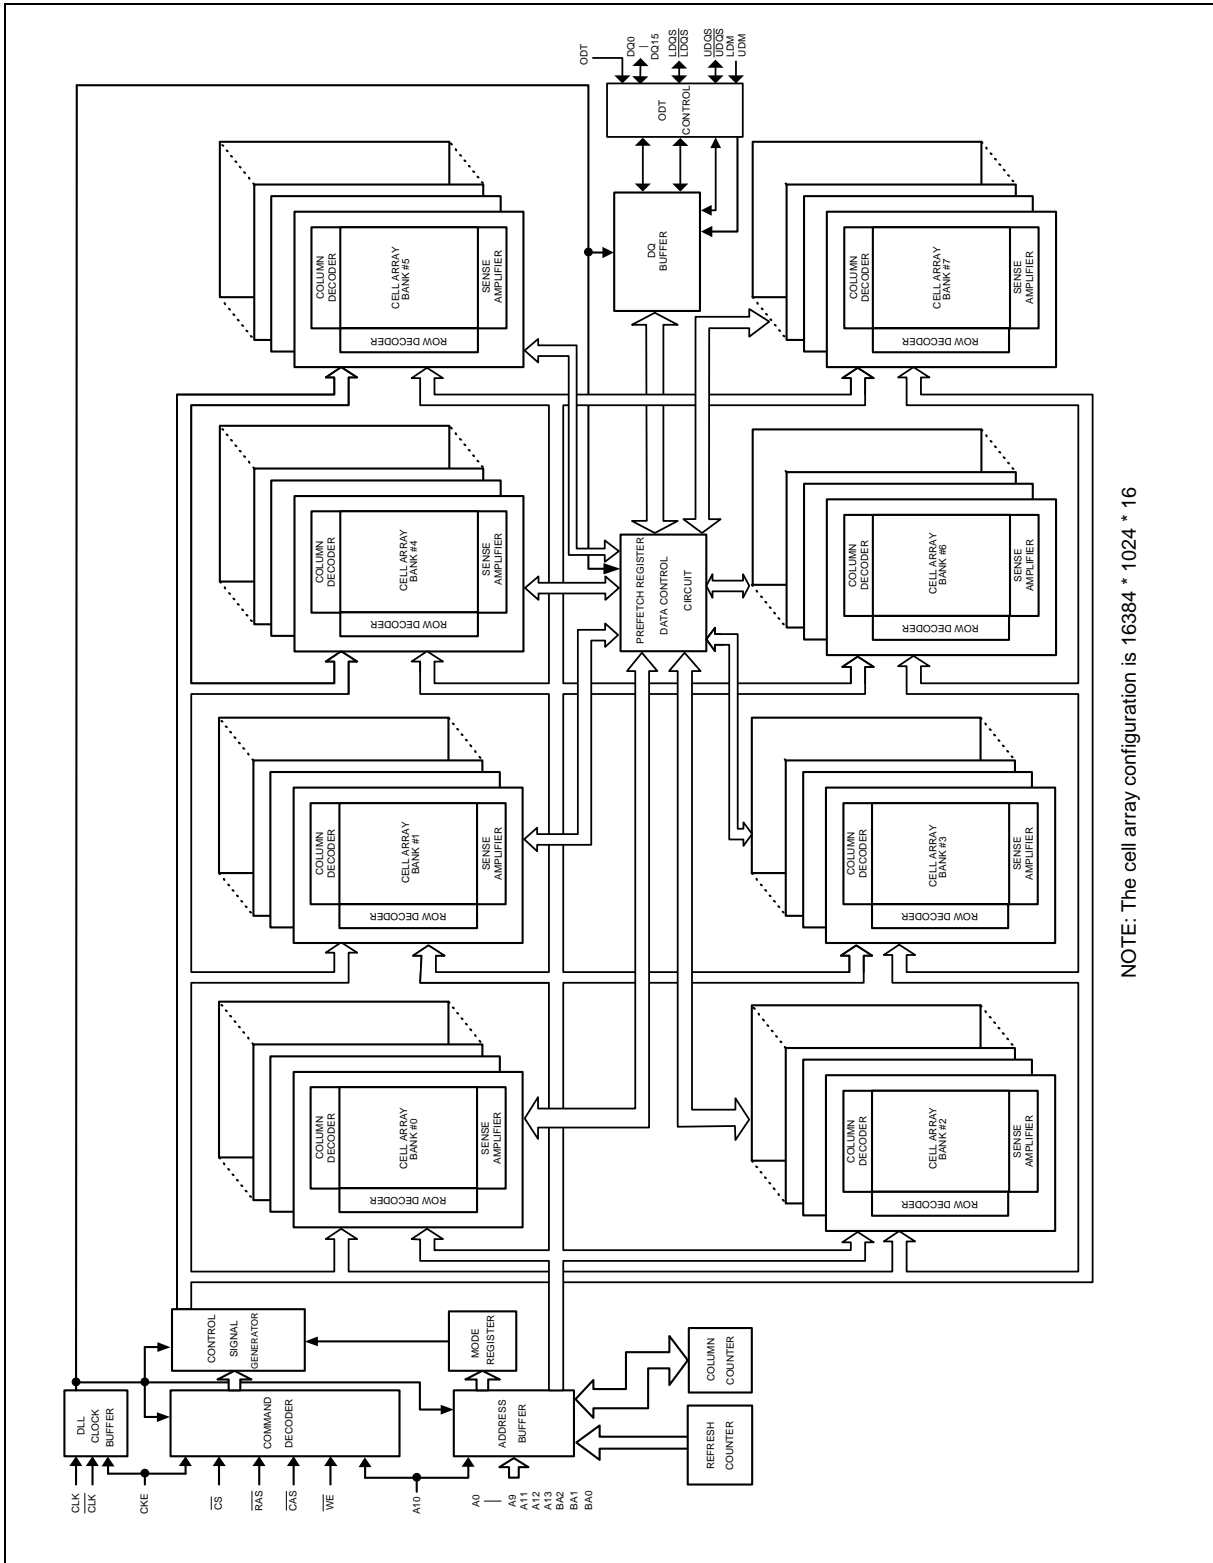 CLK
CLK
CKE
CS
RAS
CAS
WE
A10
A0
A9
A11
A12
A13
BA2
BA1
BA0
DLL
CLOCK
BUFFER
COMMAND
DECODER
ADDRESS
BUFFER
REFRESH
COUNTER
COLUMN
COUNTER
CONTROL
SIGNAL
GENERATOR
MODE
REGISTER
COLUMN
DECODER
CELL ARRAY
BANK #0
SENSE
AMPLIFIER
ROW DECODER
COLUMN
DECODER
CELL ARRAY
BANK #1
SENSE
AMPLIFIER
ROW DECODER
COLUMN
DECODER
CELL ARRAY
BANK #4
SENSE
AMPLIFIER
ROW DECODER
COLUMN
DECODER
CELL ARRAY
BANK #5
SENSE
AMPLIFIER
ROW DECODER
COLUMN
DECODER
CELL ARRAY
BANK #2
SENSE
AMPLIFIER
ROW DECODER
COLUMN
DECODER
CELL ARRAY
BANK #3
SENSE
AMPLIFIER
ROW DECODER
COLUMN
DECODER
CELL ARRAY
BANK #6
SENSE
AMPLIFIER
ROW DECODER
COLUMN
DECODER
CELL ARRAY
BANK #7
SENSE
AMPLIFIER
ROW DECODER
PREFETCH REGISTER
DATA CONTROL
CIRCUIT
DQ
BUFFER
ODT
CONTROL
ODT
DQ0
DQ15
LDQS
LDQS
UDQS
UDQS
LDM
UDM
NOTE: The cell array configuration is 16384 * 1024 * 16